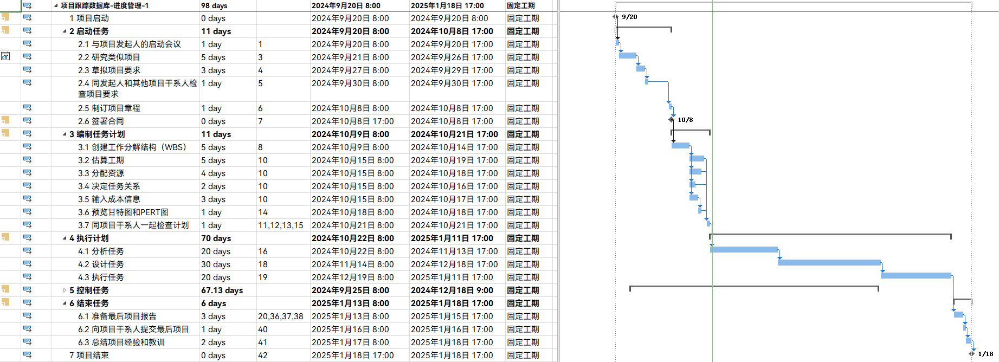 项目跟踪数据库-进度管理-1 98 days 2024年9月20日 8:00 2025年1月18日 17:00 固定工期
1 项目启动 0 days 2024年9月20日 8:00 2024年9月20日 8:00 固定工期 9/20
2 启动任务 11 days 2024年9月20日 8:00 2024年10月8日 17:00 固定工期
2.1 与项目发起人的启动会议 1 day 1 2024年9月20日 8:00 2024年9月20日 17:00 固定工期
2.2 研究类似项目 5 days 3 2024年9月21日 8:00 2024年9月26日 17:00 固定工期
2.3 草拟项目要求 3 days 4 2024年9月27日 8:00 2024年9月29日 17:00 固定工期
2.4 同发起人和其他项目干系人检 1 day 5 2024年9月30日 8:00 2024年9月30日 17:00 固定工期
查项目要求
2.5 制订项目章程 1 day 6 2024年10月8日 8:00 2024年10月8日 17:00 固定工期
2.6 签署合同 0 days 7 2024年10月8日 17:00 2024年10月8日 17:00 固定工期 10/8
3 编制任务计划 11 days 2024年10月9日 8:00 2024年10月21日 17:00 固定工期
3.1 创建工作分解结构（WBS） 5 days 8 2024年10月9日 8:00 2024年10月14日 17:00 固定工期
3.2 估算工期 5 days 10 2024年10月15日 8:00 2024年10月19日 17:00 固定工期
3.3 分配资源 4 days 10 2024年10月15日 8:00 2024年10月18日 17:00 固定工期
3.4 决定任务关系 2 days 10 2024年10月15日 8:00 2024年10月16日 17:00 固定工期
3.5 输入成本信息 3 days 10 2024年10月15日 8:00 2024年10月17日 17:00 固定工期
3.6 预览甘特图和PERT图 1 day 14 2024年10月18日 8:00 2024年10月18日 17:00 固定工期
3.7 同项目干系人一起检查计划 1 day 11,12,13,15 2024年10月21日 8:00 2024年10月21日 17:00 固定工期
4 执行计划 70 days 2024年10月22日 8:00 2025年1月11日 17:00 固定工期
4.1 分析任务 20 days 16 2024年10月22日 8:00 2024年11月13日 17:00 固定工期
4.2 设计任务 30 days 18 2024年11月14日 8:00 2024年12月18日 17:00 固定工期
4.3 执行任务 20 days 19 2024年12月19日 8:00 2025年1月11日 17:00 固定工期
5 控制任务 67.13 days 2024年9月25日 8:00 2024年12月18日 9:00 固定工期
6 结束任务 6 days 2025年1月13日 8:00 2025年1月18日 17:00 固定工期
6.1 准备最后项目报告 3 days 20,36,37,38 2025年1月13日 8:00 2025年1月15日 17:00 固定工期
6.2 向项目干系人提交最后项目 1 day 40 2025年1月16日 8:00 2025年1月16日 17:00 固定工期
6.3 总结项目经验和教训 2 days 41 2025年1月17日 8:00 2025年1月18日 17:00 固定工期
7 项目结束 0 days 42 2025年1月18日 17:00 2025年1月18日 17:00 固定工期 1/18